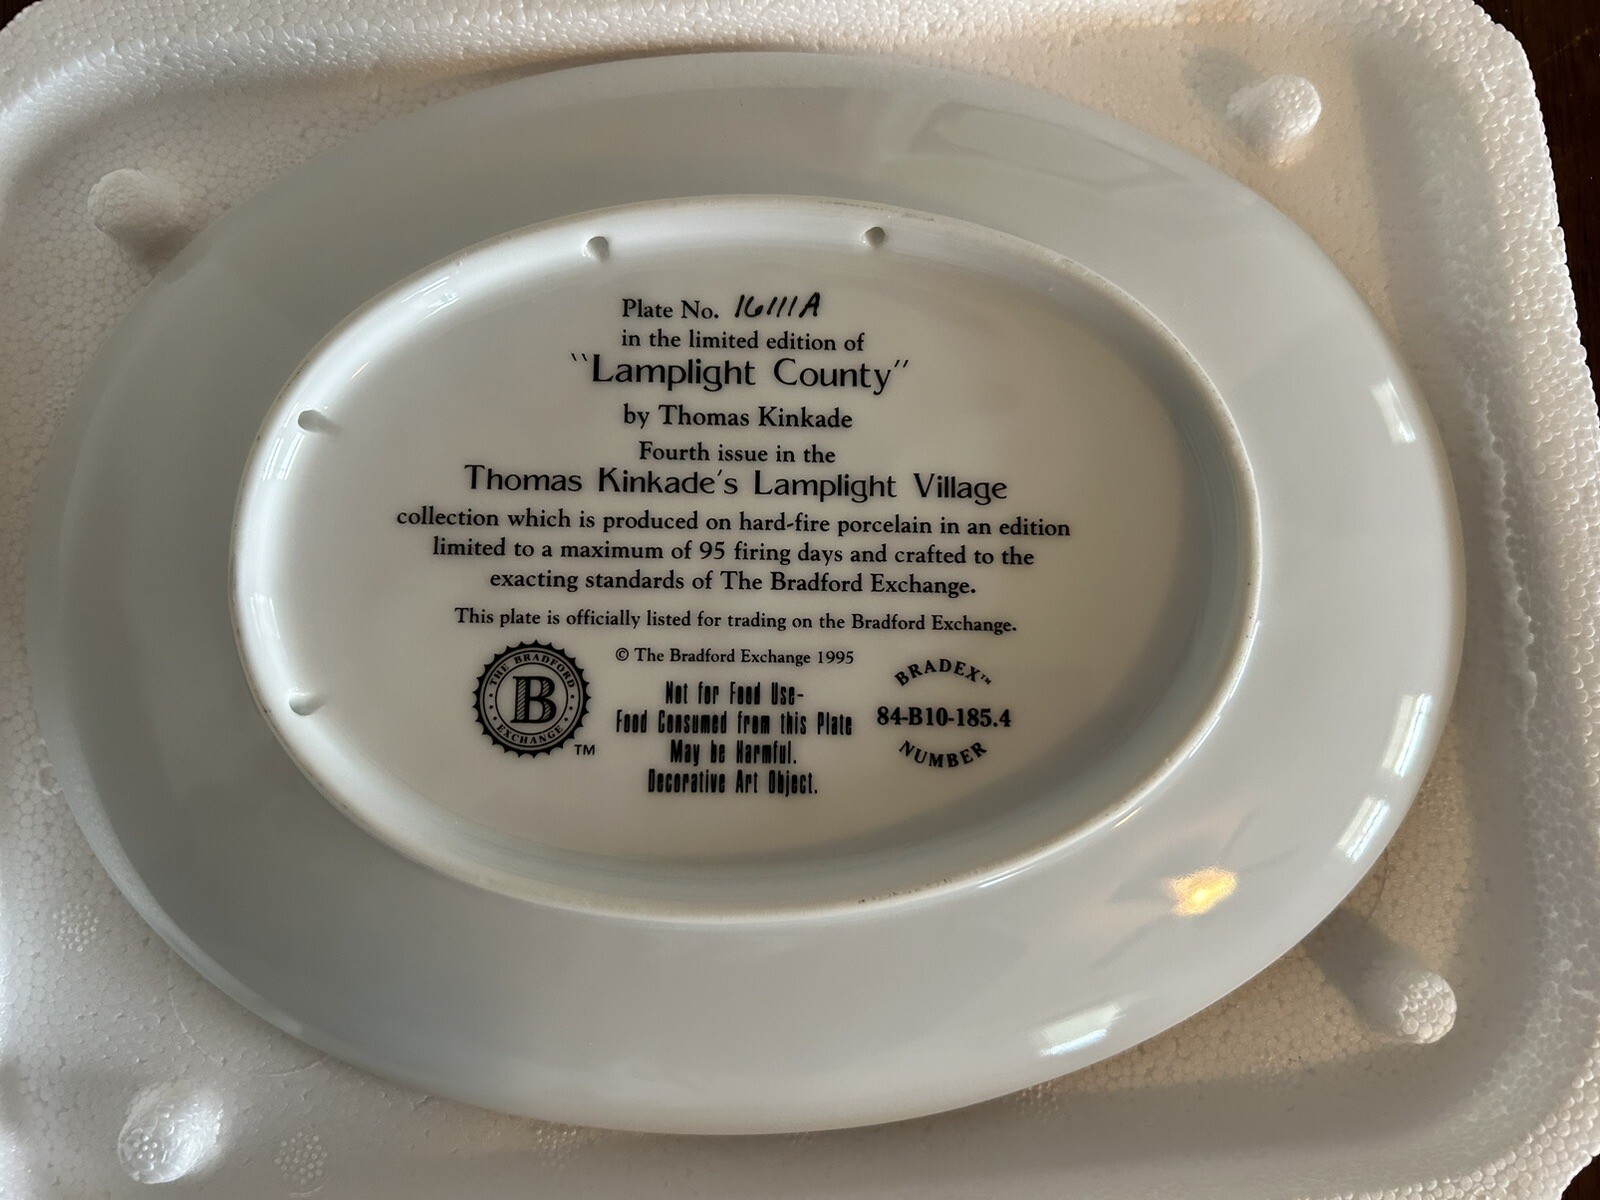 Plate No. 16111A
in the limited edition of
"Lamplight County"
by Thomas Kinkade
Fourth issue in the
Thomas Kinkade's Lamplight Village
collection which is produced on hard-fire porcelain in an edition
limited to a maximum of 95 firing days and crafted to the
exacting standards of The Bradford Exchange.
This plate is officially listed for trading on the Bradford Exchange.
© The Bradford Exchange 1995
THE BRADFORD
B
EXCHANGE
TM
Not for Food Use-
Food Consumed from this Plate
May be Harmful.
Decorative Art Object.
BRADEX™
84-B10-185.4
NUMBER